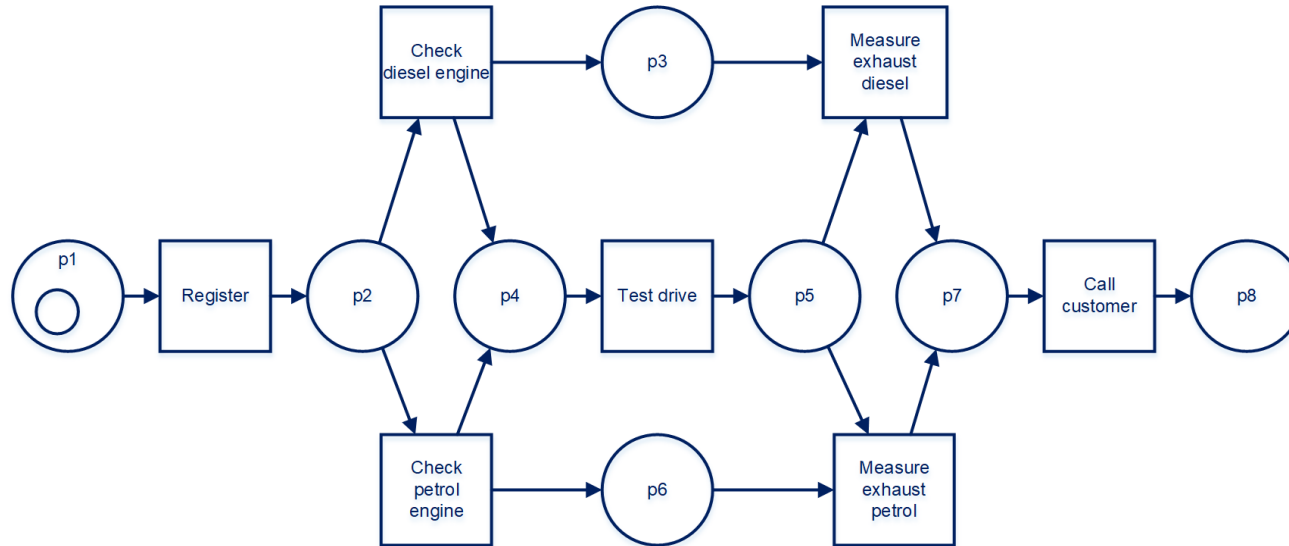 Check
diesel engine
p3
Measure
exhaust
diesel
p1
Register
p2
p4
Test drive
p5
p7
Call
customer
p8
Check
petrol
engine
p6
Measure
exhaust
petrol